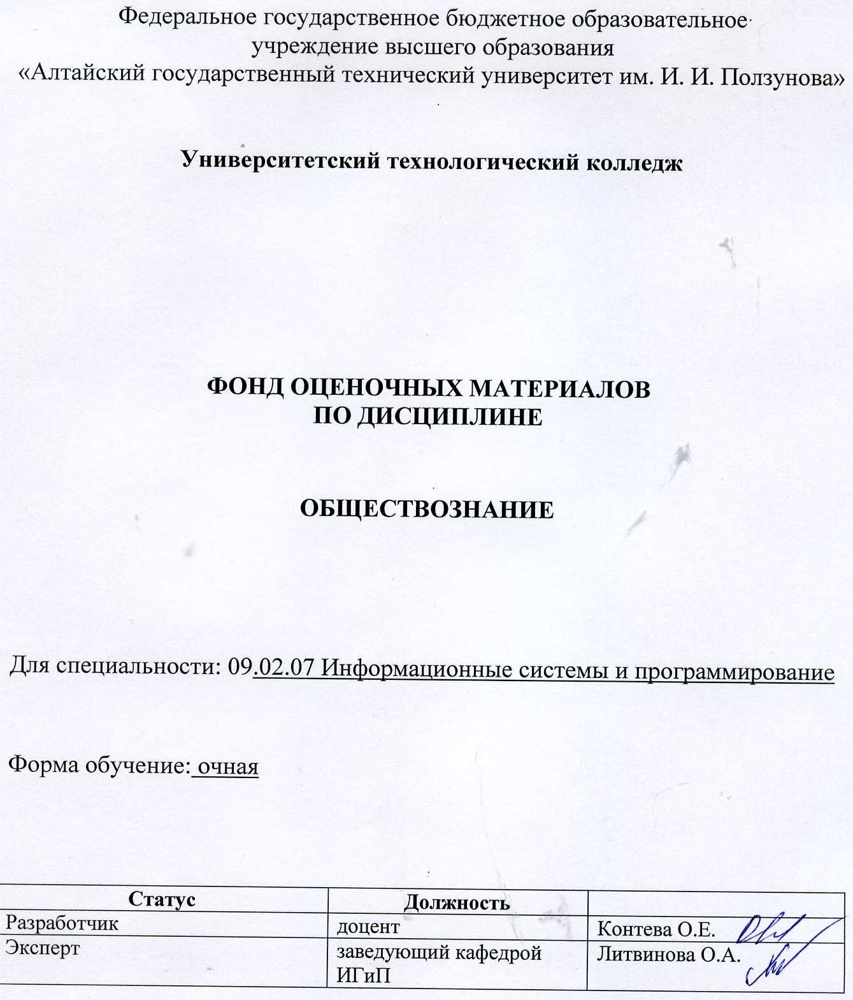 Федеральное государственное бюджетное образовательное
учреждение высшего образования
«Алтайский государственный технический университет им. И. И. Ползунова»
Университетский технологический колледж
ФОНД ОЦЕНОЧНЫХ МАТЕРИАЛОВ
ПО ДИСЦИПЛИНЕ
ОБЩЕСТВОЗНАНИЕ
Для специальности: 09.02.07 Информационные системы и программирование
Форма обучение: очная
Статус Должность
Разработчик доцент Контева О.Е.
Эксперт заведующий кафедрой Литвинова О.А.
ИГиП